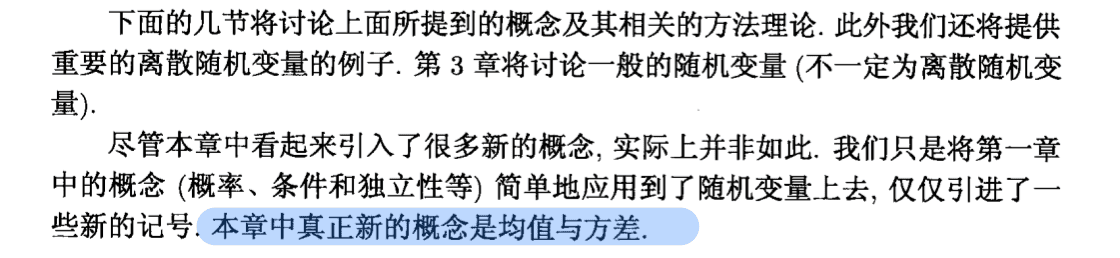 下面的几节将讨论上面所提到的概念及其相关的方法理论. 此外我们还将提供
重要的离散随机变量的例子. 第 3 章将讨论一般的随机变量 (不一定为离散随机变
量).
尽管本章中看起来引入了很多新的概念, 实际上并非如此. 我们只是将第一章
中的概念 (概率、条件和独立性等) 简单地应用到了随机变量上去, 仅仅引进了一
些新的记号. 本章中真正新的概念是均值与方差.